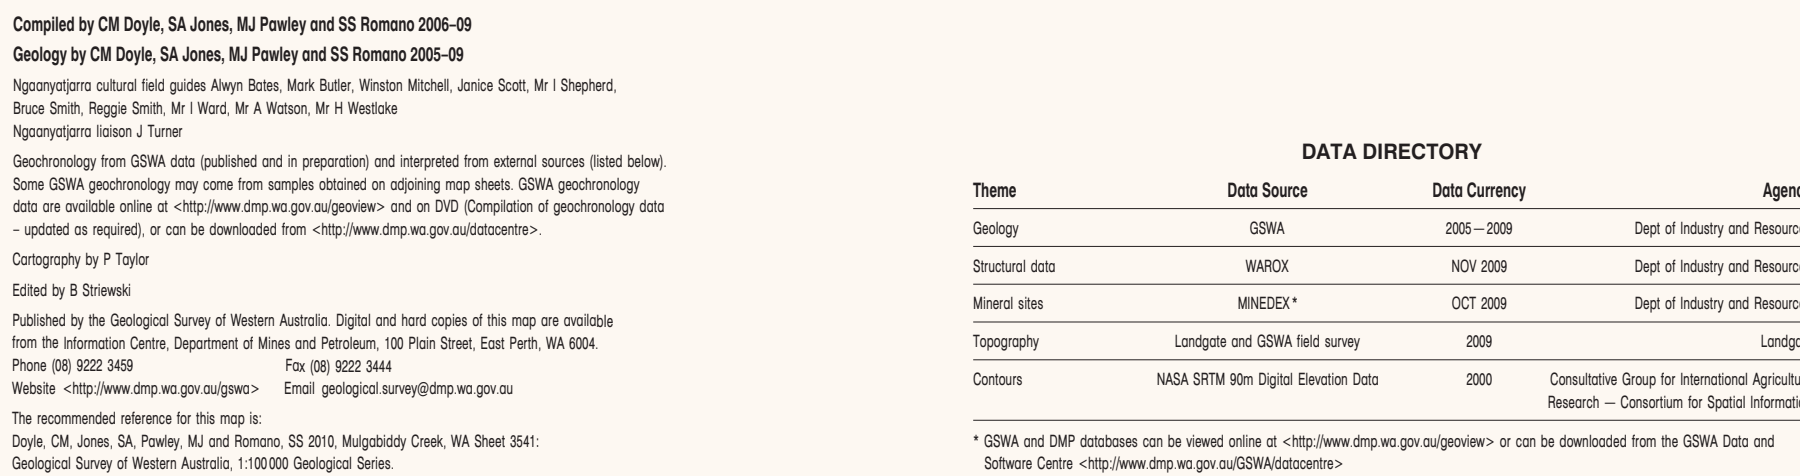 Compiled by CM Doyle, SA Jones, MJ Pawley and SS Romano 2006–09
Geology by CM Doyle, SA Jones, MJ Pawley and SS Romano 2005–09
Ngaanyatjarra cultural field guides Alwyn Bates, Mark Butler, Winston Mitchell, Janice Scott, Mr I Shepherd,
Bruce Smith, Reggie Smith, Mr I Ward, Mr A Watson, Mr H Westlake
Ngaanyatjarra liaison J Turner
Geochronology from GSWA data (published and in preparation) and interpreted from external sources (listed below).
Some GSWA geochronology may come from samples obtained on adjoining map sheets. GSWA geochronology
data are available online at <http://www.dmp.wa.gov.au/geoview> and on DVD (Compilation of geochronology data
– updated as required), or can be downloaded from <http://www.dmp.wa.gov.au/datacentre>.
Cartography by P Taylor
Edited by B Striewski
Published by the Geological Survey of Western Australia. Digital and hard copies of this map are available
from the Information Centre, Department of Mines and Petroleum, 100 Plain Street, East Perth, WA 6004.
Phone (08) 9222 3459 Fax (08) 9222 3444
Website <http://www.dmp.wa.gov.au/gswa> Email geological.survey@dmp.wa.gov.au
The recommended reference for this map is:
Doyle, CM, Jones, SA, Pawley, MJ and Romano, SS 2010, Mulgabiddy Creek, WA Sheet 3541:
Geological Survey of Western Australia, 1:100 000 Geological Series.
DATA DIRECTORY
Theme Data Source Data Currency Agenc
Geology GSWA 2005—2009 Dept of Industry and Resourc
Structural data WAROX NOV 2009 Dept of Industry and Resourc
Mineral sites MINEDEX* OCT 2009 Dept of Industry and Resourc
Topography Landgate and GSWA field survey 2009 Landga
Contours NASA SRTM 90m Digital Elevation Data 2000 Consultative Group for International Agricultu
Research — Consortium for Spatial Informati
* GSWA and DMP databases can be viewed online at <http://www.dmp.wa.gov.au/geoview> or can be downloaded from the GSWA Data and
Software Centre <http://www.dmp.wa.gov.au/GSWA/datacentre>